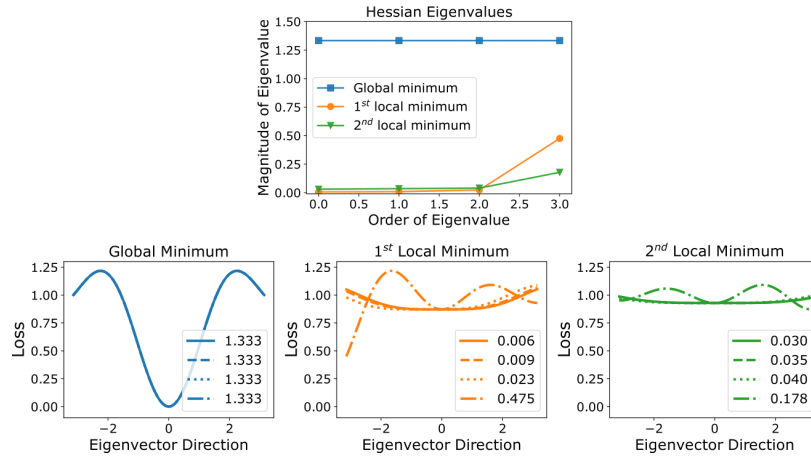 Hessian Eigenvalues
Magnitude of Eigenvalue
1.50
1.25
1.00
0.75
0.50
0.25
0.00
Global minimum
1st local minimum
2nd local minimum
0.0 0.5 1.0 1.5 2.0 2.5 3.0
Order of Eigenvalue
Global Minimum
Loss
1.25
1.00
0.75
0.50
0.25
0.00
1.333
1.333
1.333
1.333
−2 0 2
Eigenvector Direction
1st Local Minimum
Loss
1.25
1.00
0.75
0.50
0.25
0.00
0.006
0.009
0.023
0.475
−2 0 2
Eigenvector Direction
2nd Local Minimum
Loss
1.25
1.00
0.75
0.50
0.25
0.00
0.030
0.035
0.040
0.178
−2 0 2
Eigenvector Direction